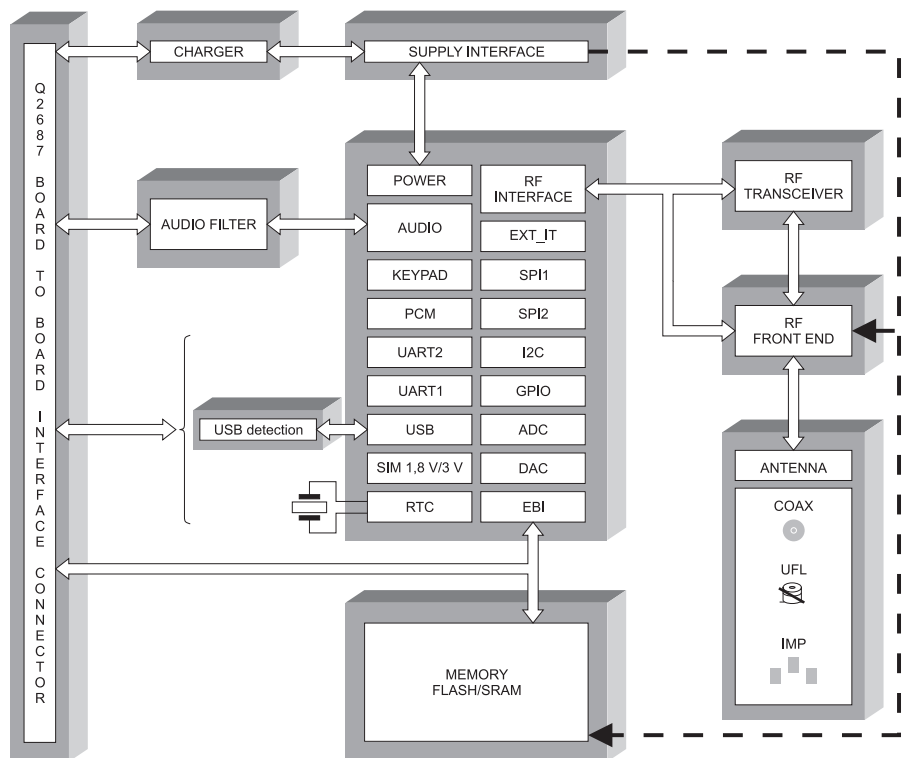 Q2687 BOARD TO BOARD INTERFACE CONNECTOR
CHARGER
SUPPLY INTERFACE
AUDIO FILTER
USB detection
POWER
AUDIO
KEYPAD
PCM
UART2
UART1
USB
SIM 1,8 V/3 V
RTC
RF
INTERFACE
EXT_IT
SPI1
SPI2
I2C
GPIO
ADC
DAC
EBI
MEMORY
FLASH/SRAM
RF
TRANSCEIVER
RF
FRONT END
ANTENNA
COAX
UFL
IMP